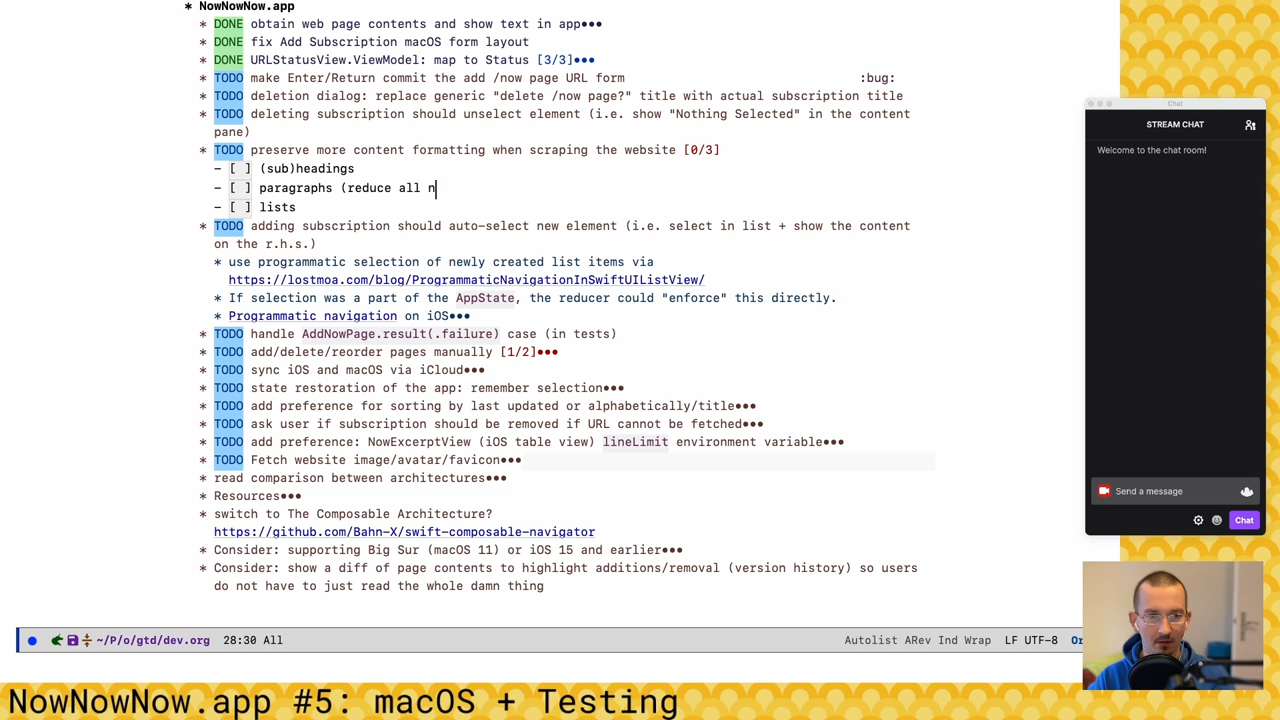 * NowNowNow.app
* DONE obtain web page contents and show text in app•••
* DONE fix Add Subscription macOS form layout
* DONE URLStatusView.ViewModel: map to Status [3/3]•••
* TODO make Enter/Return commit the add /now page URL form :bug:
* TODO deletion dialog: replace generic "delete /now page?" title with actual subscription title
* TODO deleting subscription should unselect element (i.e. show "Nothing Selected" in the content
pane)
* TODO preserve more content formatting when scraping the website [0/3]
- [ ] (sub)headings
- [ ] paragraphs (reduce all n
- [ ] lists
* TODO adding subscription should auto-select new element (i.e. select in list + show the content
on the r.h.s.)
* use programmatic selection of newly created list items via
https://lostmoa.com/blog/ProgrammaticNavigationInSwiftUIListView/
* If selection was a part of the AppState, the reducer could "enforce" this directly.
* Programmatic navigation on iOS•••
* TODO handle AddNowPage.result(.failure) case (in tests)
* TODO add/delete/reorder pages manually [1/2]•••
* TODO sync iOS and macOS via iCloud•••
* TODO state restoration of the app: remember selection•••
* TODO add preference for sorting by last updated or alphabetically/title•••
* TODO ask user if subscription should be removed if URL cannot be fetched•••
* TODO add preference: NowExcerptView (iOS table view) lineLimit environment variable•••
* TODO Fetch website image/avatar/favicon•••
* read comparison between architectures•••
* Resources•••
* switch to The Composable Architecture?
https://github.com/Bahn-X/swift-composable-navigator
* Consider: supporting Big Sur (macOS 11) or iOS 15 and earlier•••
* Consider: show a diff of page contents to highlight additions/removal (version history) so users
do not have to just read the whole damn thing
~/P/o/gtd/dev.org 28:30 All Autolist ARev Ind Wrap LF UTF-8 Or
Chat
STREAM CHAT
Welcome to the chat room!
Send a message
Chat
NowNowNow.app #5: macOS + Testing